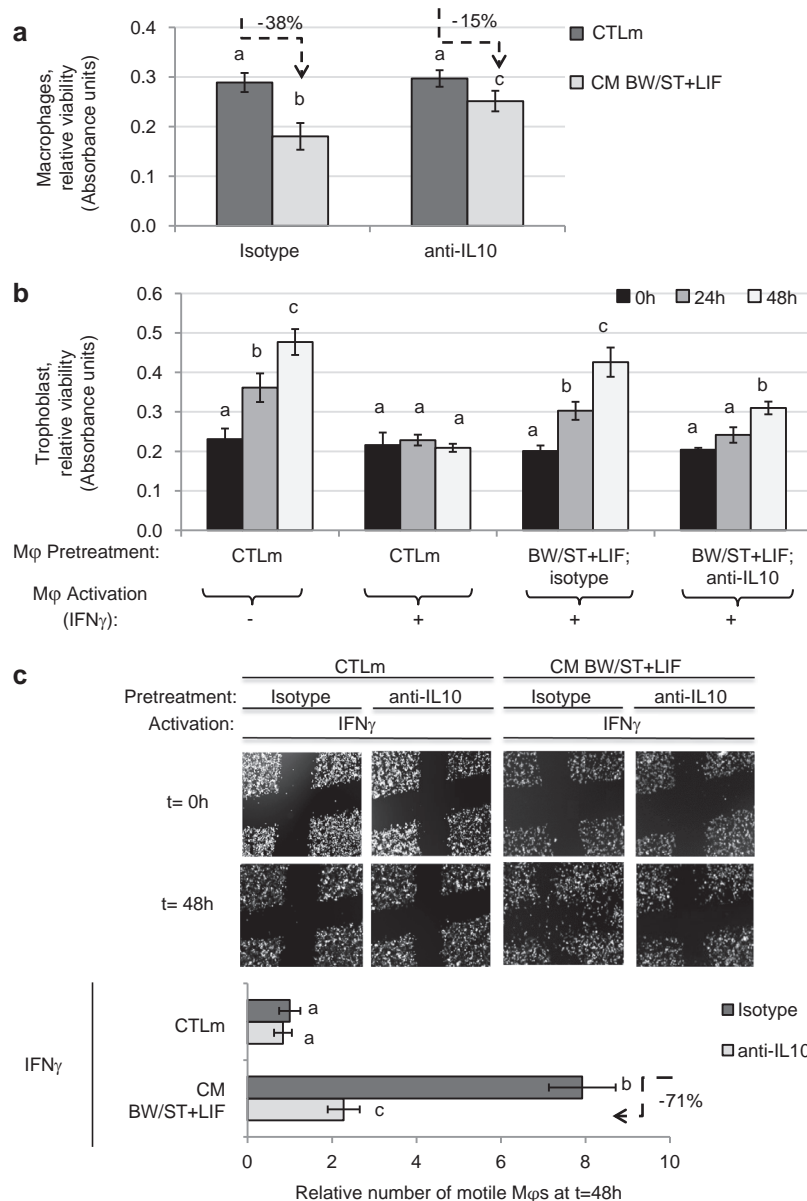 a
-38%
-15%
CTLm
CM BW/ST+LIF
Macrophages,
relative viability
(Absorbance units)
0.4
0.3
0.2
0.1
0.0
a
b
a
c
Isotype
anti-IL10
b
0h
24h
48h
Trophoblast,
relative viability
(Absorbance units)
0.6
0.5
0.4
0.3
0.2
0.1
0.0
a
b
c
a
a
a
a
b
c
a
a
b
Mφ Pretreatment:
CTLm
CTLm
BW/ST+LIF;
isotype
BW/ST+LIF;
anti-IL10
Mφ Activation
(IFNγ):
-
+
+
+
c
CTLm
CM BW/ST+LIF
Pretreatment:
Isotype
anti-IL10
Isotype
anti-IL10
Activation:
IFNγ
IFNγ
t= 0h
t= 48h
IFNγ
CTLm
a
a
Isotype
anti-IL10
CM
BW/ST+LIF
b
c
-71%
0
2
4
6
8
10
Relative number of motile Mφs at t=48h